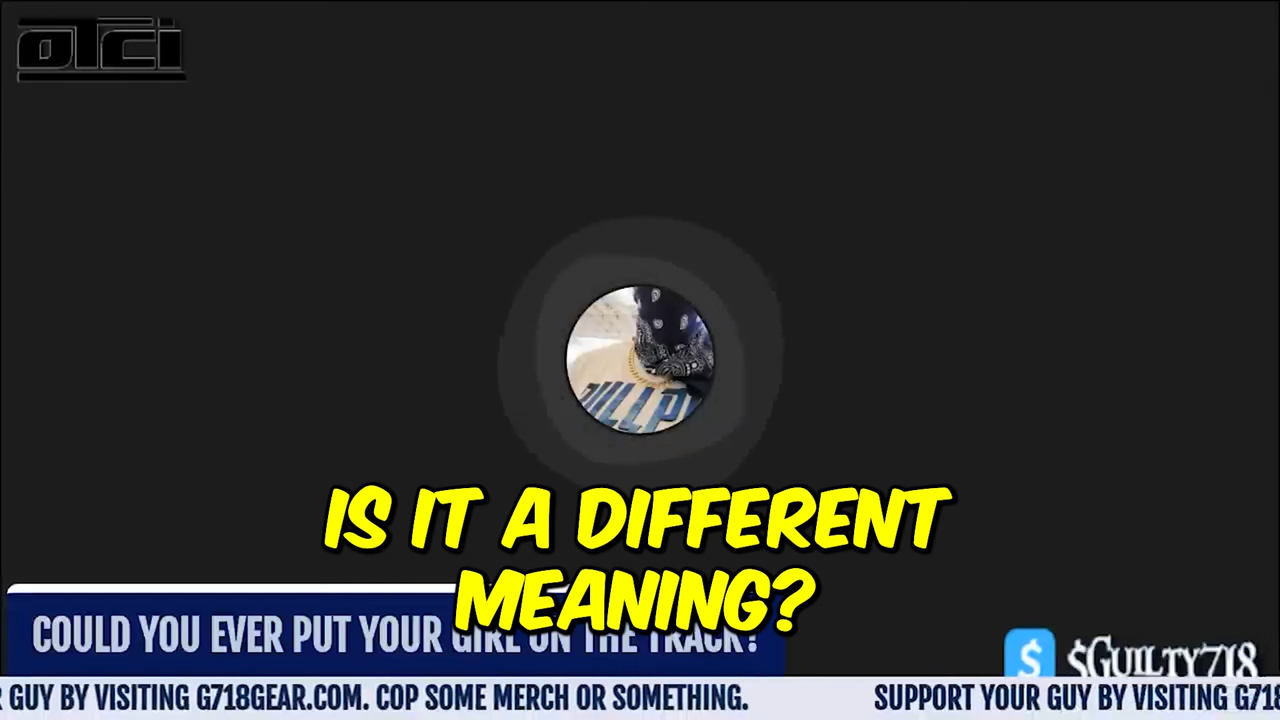 OTCI
IS IT A DIFFERENT
MEANING?
COULD YOU EVER PUT YOUR GIRL ON THE TRACK?
$ $GUILTY718
GUY BY VISITING G718GEAR.COM. COP SOME MERCH OR SOMETHING. SUPPORT YOUR GUY BY VISITING G718